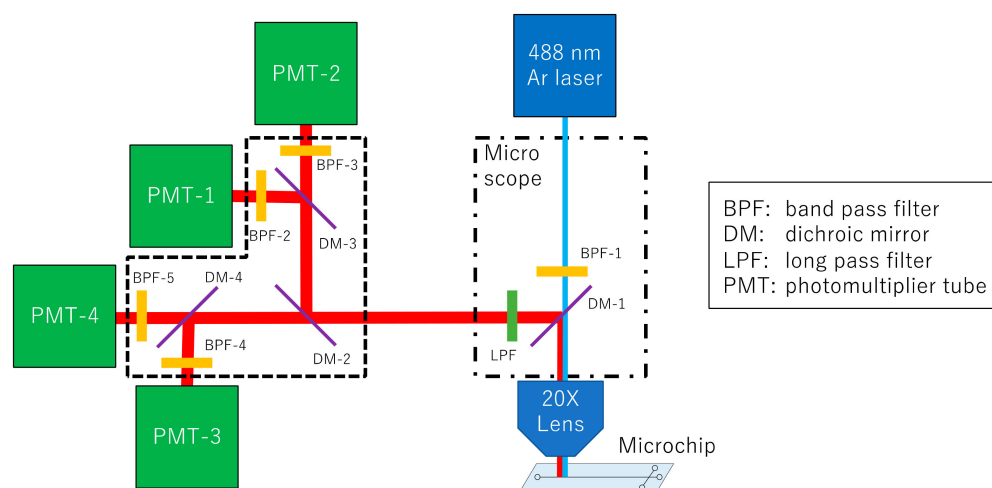 PMT-2
488 nm
Ar laser
Micro
scope
BPF-3
PMT-1
BPF-2
DM-3
BPF: band pass filter
DM: dichroic mirror
LPF: long pass filter
PMT: photomultiplier tube
BPF-1
BPF-5
DM-4
DM-1
PMT-4
BPF-4
DM-2
LPF
20X
Lens
PMT-3
Microchip